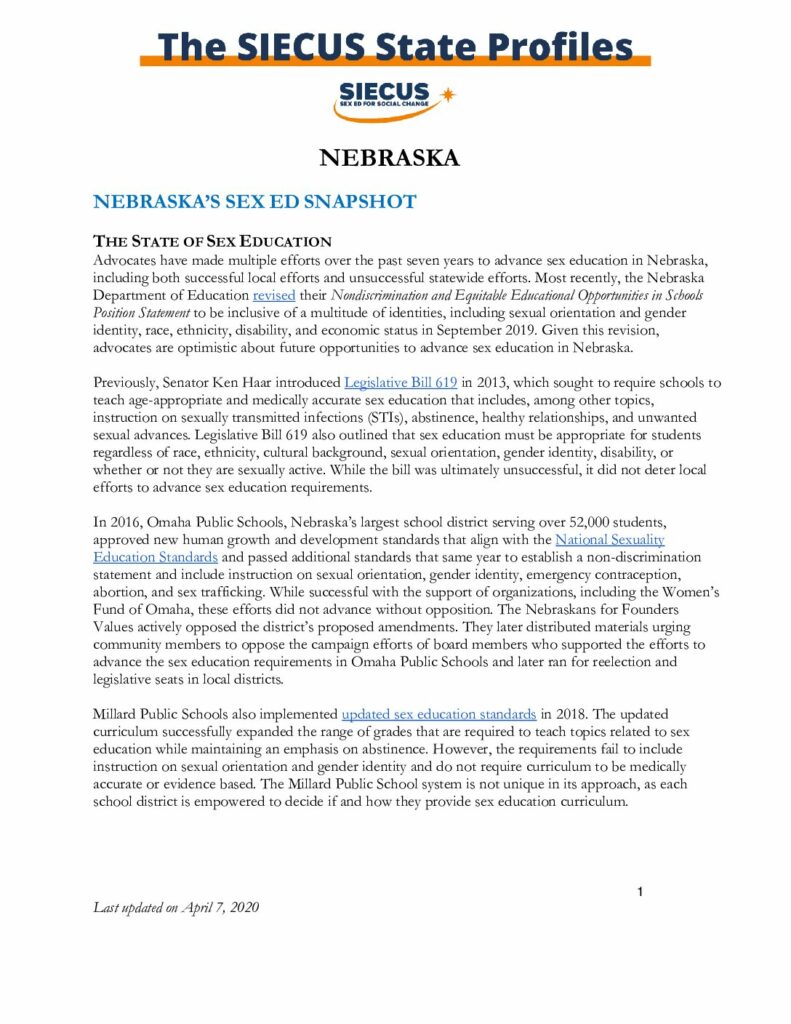 The SIECUS State Profiles
SIECUS
SEX ED FOR SOCIAL CHANGE
NEBRASKA
NEBRASKA'S SEX ED SNAPSHOT
THE STATE OF SEX EDUCATION
Advocates have made multiple efforts over the past seven years to advance sex education in Nebraska,
including both successful local efforts and unsuccessful statewide efforts. Most recently, the Nebraska
Department of Education revised their Nondiscrimination and Equitable Educational Opportunities in Schools
Position Statement to be inclusive of a multitude of identities, including sexual orientation and gender
identity, race, ethnicity, disability, and economic status in September 2019. Given this revision,
advocates are optimistic about future opportunities to advance sex education in Nebraska.
Previously, Senator Ken Haar introduced Legislative Bill 619 in 2013, which sought to require schools to
teach age-appropriate and medically accurate sex education that includes, among other topics,
instruction on sexually transmitted infections (STIs), abstinence, healthy relationships, and unwanted
sexual advances. Legislative Bill 619 also outlined that sex education must be appropriate for students
regardless of race, ethnicity, cultural background, sexual orientation, gender identity, disability, or
whether or not they are sexually active. While the bill was ultimately unsuccessful, it did not deter local
efforts to advance sex education requirements.
In 2016, Omaha Public Schools, Nebraska's largest school district serving over 52,000 students,
approved new human growth and development standards that align with the National Sexuality
Education Standards and passed additional standards that same year to establish a non-discrimination
statement and include instruction on sexual orientation, gender identity, emergency contraception,
abortion, and sex trafficking. While successful with the support of organizations, including the Women's
Fund of Omaha, these efforts did not advance without opposition. The Nebraskans for Founders
Values actively opposed the district's proposed amendments. They later distributed materials urging
community members to oppose the campaign efforts of board members who supported the efforts to
advance the sex education requirements in Omaha Public Schools and later ran for reelection and
legislative seats in local districts.
Millard Public Schools also implemented updated sex education standards in 2018. The updated
curriculum successfully expanded the range of grades that are required to teach topics related to sex
education while maintaining an emphasis on abstinence. However, the requirements fail to include
instruction on sexual orientation and gender identity and do not require curriculum to be medically
accurate or evidence based. The Millard Public School system is not unique in its approach, as each
school district is empowered to decide if and how they provide sex education curriculum.
1
Last updated on April 7, 2020